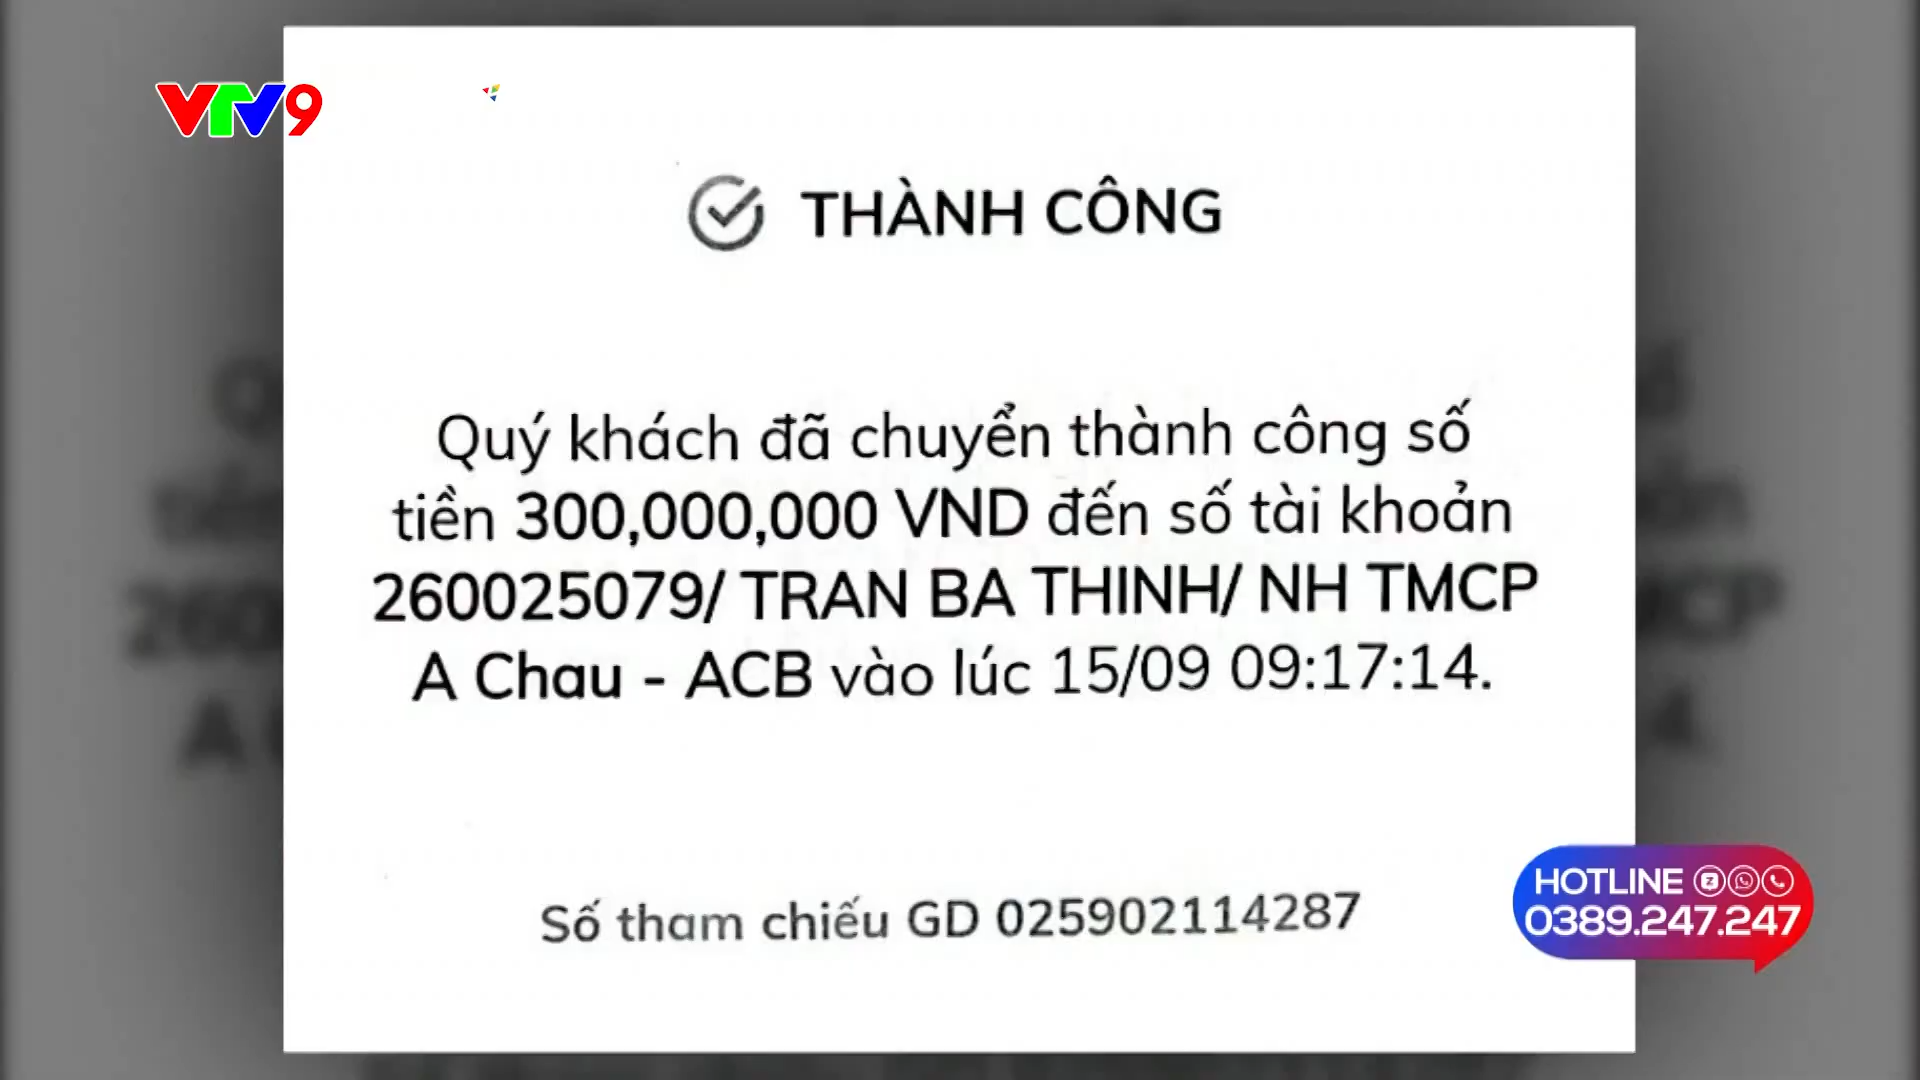 VTV9
THÀNH CÔNG
Quý khách đã chuyển thành công số
tiền 300,000,000 VND đến số tài khoản
260025079/ TRAN BA THINH/ NH TMCP
A Chau - ACB vào lúc 15/09 09:17:14.
Số tham chiếu GD 025902114287
HOTLINE
0389.247.247